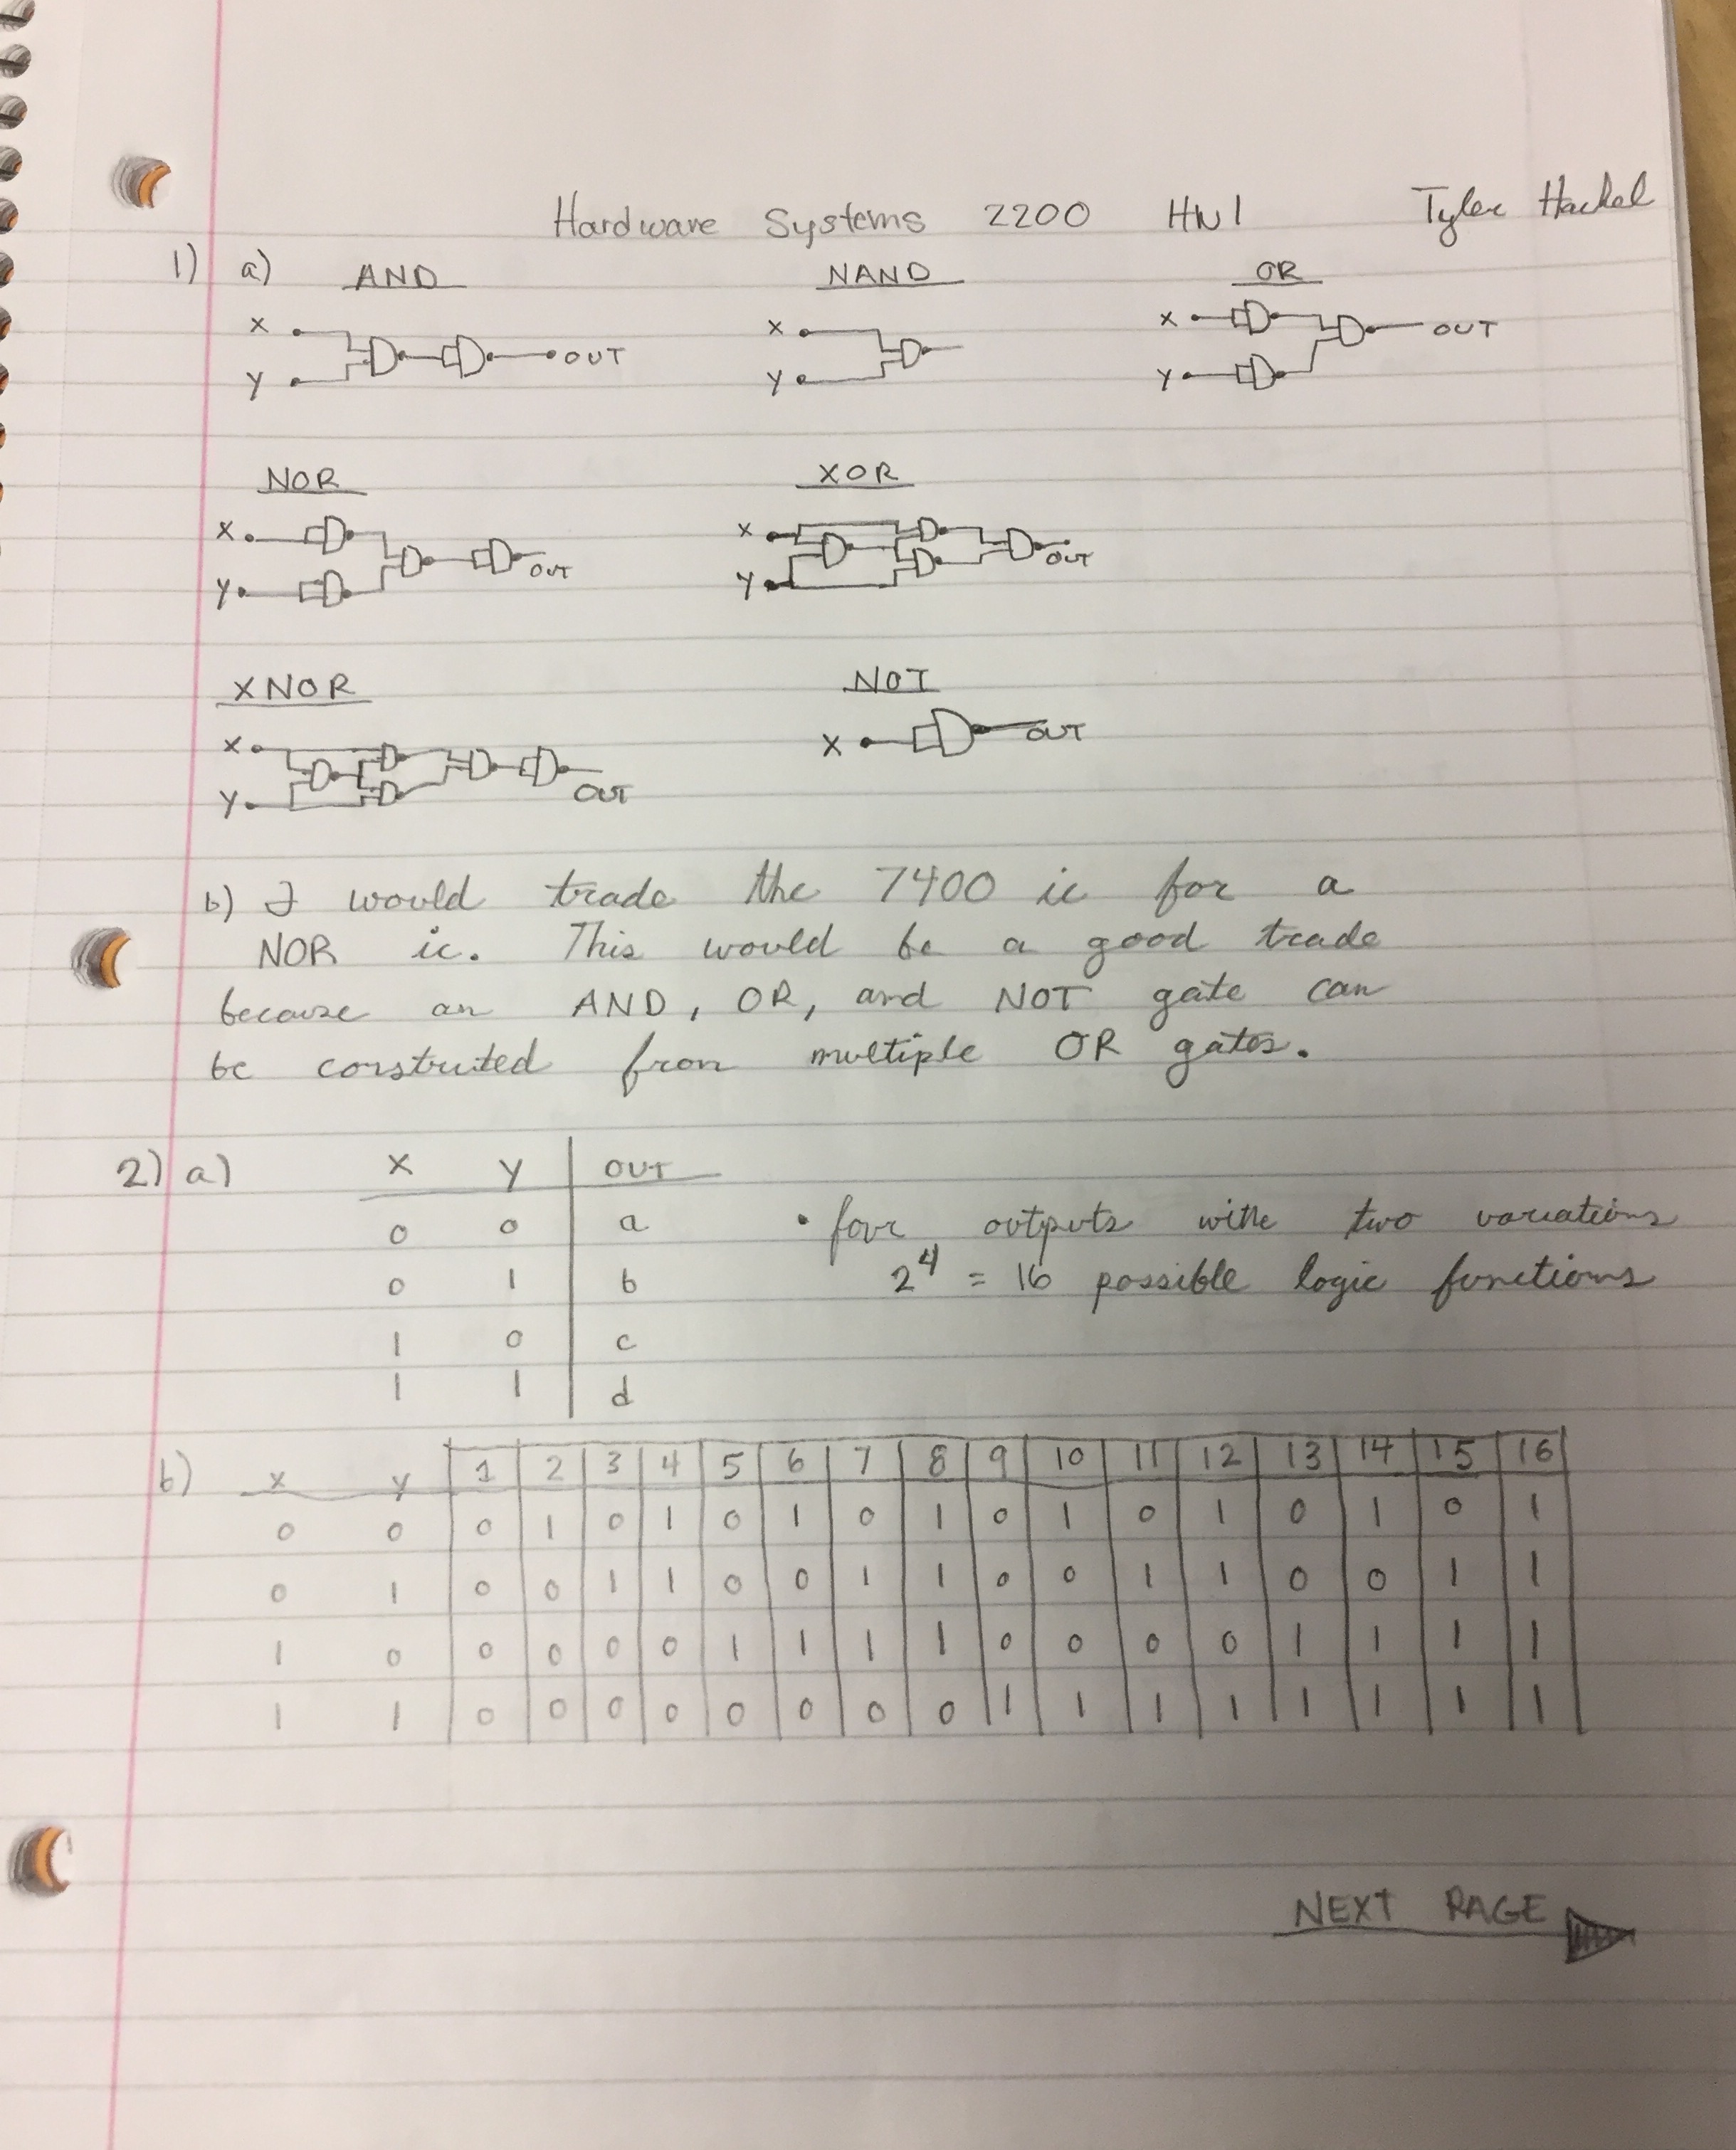 Hardware Systems 2200 HW1 Tyler Hackel
1) a) AND NAND OR
X X X OUT
Y OUT Y Y
NOR XOR
X X
OUT OUT
Y Y
XNOR NOT
X X OUT
Y OUT
b) I would trade the 7400 ic for a
NOR ic. This would be a good trade
because an AND, OR, and NOT gate can
be constructed from multiple OR gates.
2) a) X Y OUT
0 0 a • four outputs with two variations
0 1 b 2^4 = 16 possible logic functions
1 0 c
1 1 d
b) X Y 1 2 3 4 5 6 7 8 9 10 11 12 13 14 15 16
0 0 0 1 0 1 0 1 0 1 0 1 0 1 0 1 0 1
0 1 0 0 1 1 0 0 1 1 0 0 1 1 0 0 1 1
1 0 0 0 0 0 1 1 1 1 0 0 0 0 1 1 1 1
1 1 0 0 0 0 0 0 0 0 1 1 1 1 1 1 1 1
NEXT PAGE